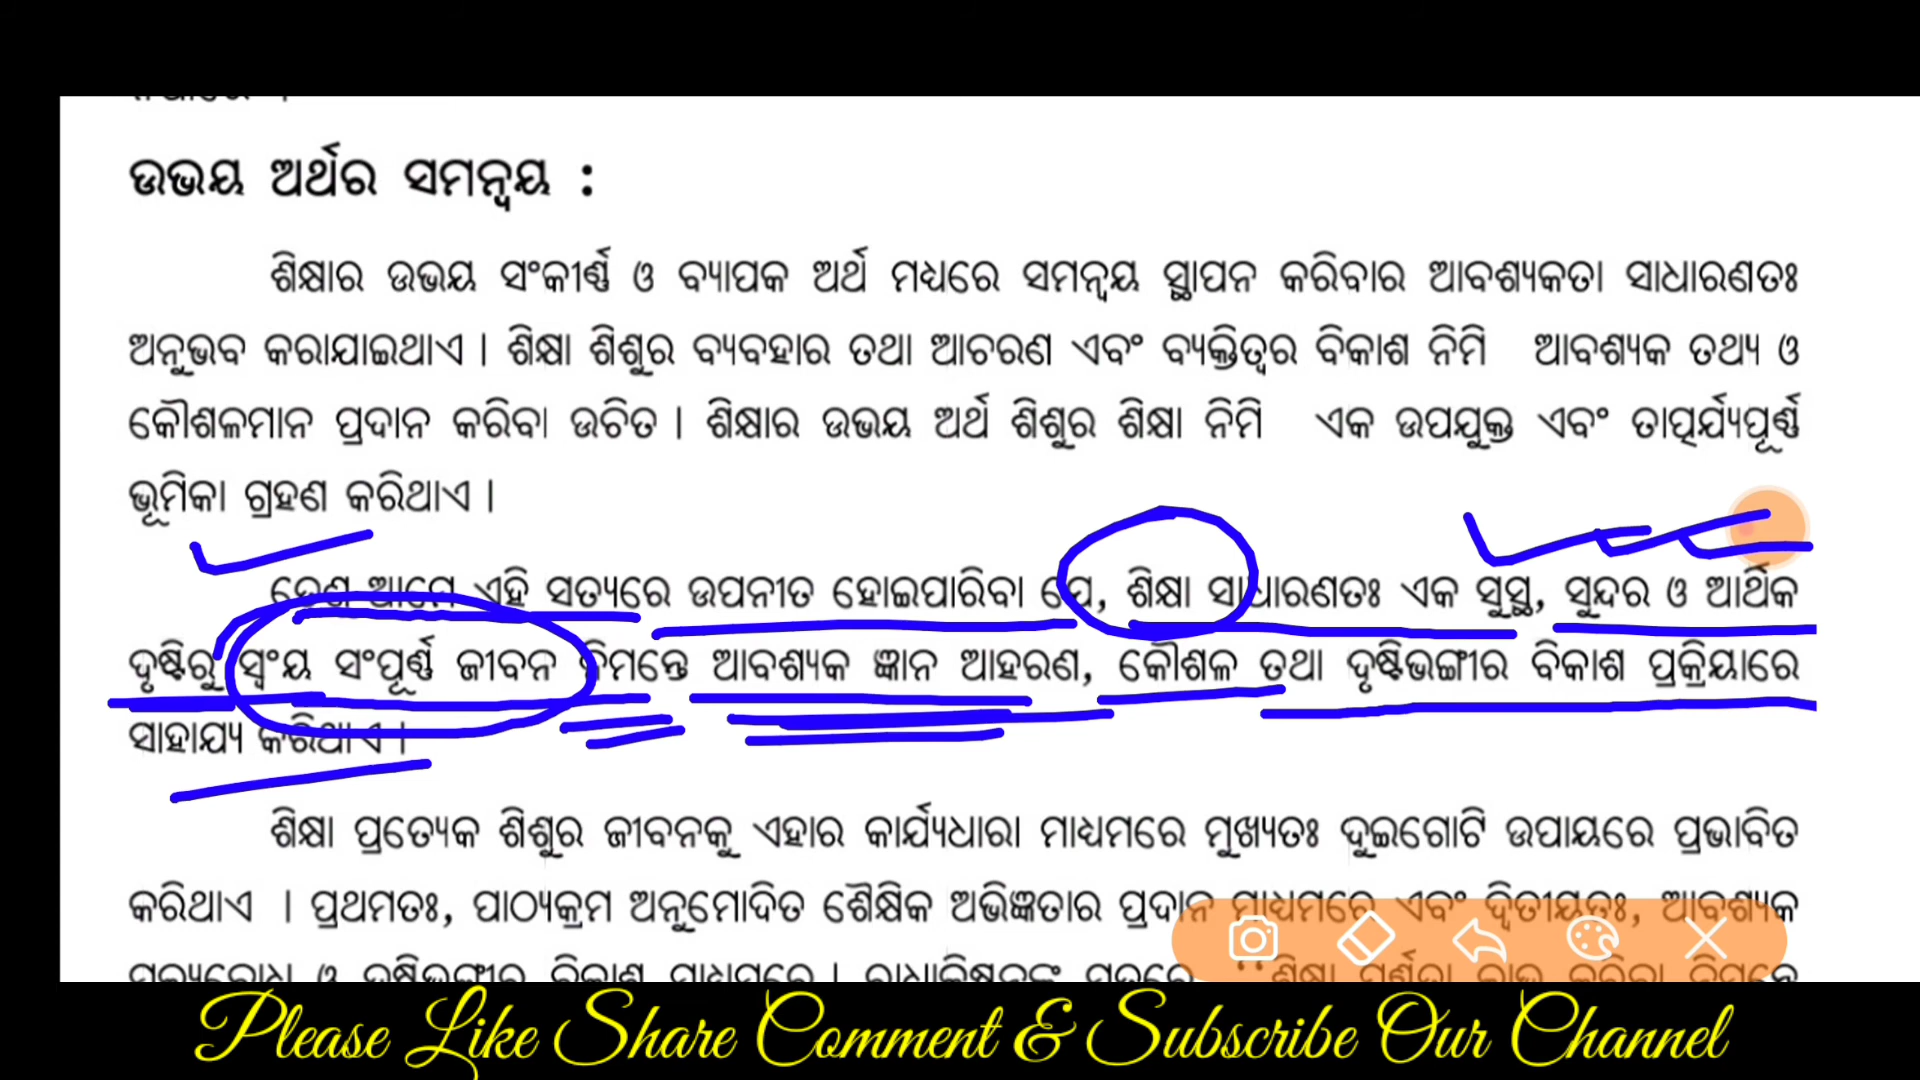 ଉଭୟ ଅର୍ଥର ସମନ୍ୱୟ :
ଶିକ୍ଷାର ଉଭୟ ସଂକୀର୍ଣ୍ଣ ଓ ବ୍ୟାପକ ଅର୍ଥ ମଧ୍ୟରେ ସମନ୍ୱୟ ସ୍ଥାପନ କରିବାର ଆବଶ୍ୟକତା ସାଧାରଣତଃ
ଅନୁଭବ କରାଯାଇଥାଏ । ଶିକ୍ଷା ଶିଶୁର ବ୍ୟବହାର ତଥା ଆଚରଣ ଏବଂ ବ୍ୟକ୍ତିତ୍ୱର ବିକାଶ ନିମି ଆବଶ୍ୟକ ତଥ୍ୟ ଓ
କୌଶଳମାନ ପ୍ରଦାନ କରିବା ଉଚିତ । ଶିକ୍ଷାର ଉଭୟ ଅର୍ଥ ଶିଶୁର ଶିକ୍ଷା ନିମି ଏକ ଉପଯୁକ୍ତ ଏବଂ ତାତ୍ପର୍ଯ୍ୟପୂର୍ଣ୍ଣ
ଭୂମିକା ଗ୍ରହଣ କରିଥାଏ ।
ତେଣୁ ଆମେ ଏହି ସତ୍ୟରେ ଉପନୀତ ହୋଇପାରିବା ଯେ, ଶିକ୍ଷା ସାଧାରଣତଃ ଏକ ସୁସ୍ଥ, ସୁନ୍ଦର ଓ ଆର୍ଥିକ
ଦୃଷ୍ଟିରୁ ସ୍ୱଂୟ ସଂପୂର୍ଣ୍ଣ ଜୀବନ ନିମନ୍ତେ ଆବଶ୍ୟକ ଜ୍ଞାନ ଆହରଣ, କୌଶଳ ତଥା ଦୃଷ୍ଟିଭଙ୍ଗୀର ବିକାଶ ପ୍ରକ୍ରିୟାରେ
ସାହାଯ୍ୟ କରିଥାଏ ।
ଶିକ୍ଷା ପ୍ରତ୍ୟେକ ଶିଶୁର ଜୀବନକୁ ଏହାର କାର୍ଯ୍ୟଧାରା ମାଧ୍ୟମରେ ମୁଖ୍ୟତଃ ଦୁଇଗୋଟି ଉପାୟରେ ପ୍ରଭାବିତ
କରିଥାଏ । ପ୍ରଥମତଃ, ପାଠ୍ୟକ୍ରମ ଅନୁମୋଦିତ ଶୈକ୍ଷିକ ଅଭିଜ୍ଞତାର ପ୍ରଦାନ ମାଧ୍ୟମରେ ଏବଂ ଦ୍ୱିତୀୟତଃ, ଆବଶ୍ୟକ
Please Like Share Comment & Subscribe Our Channel